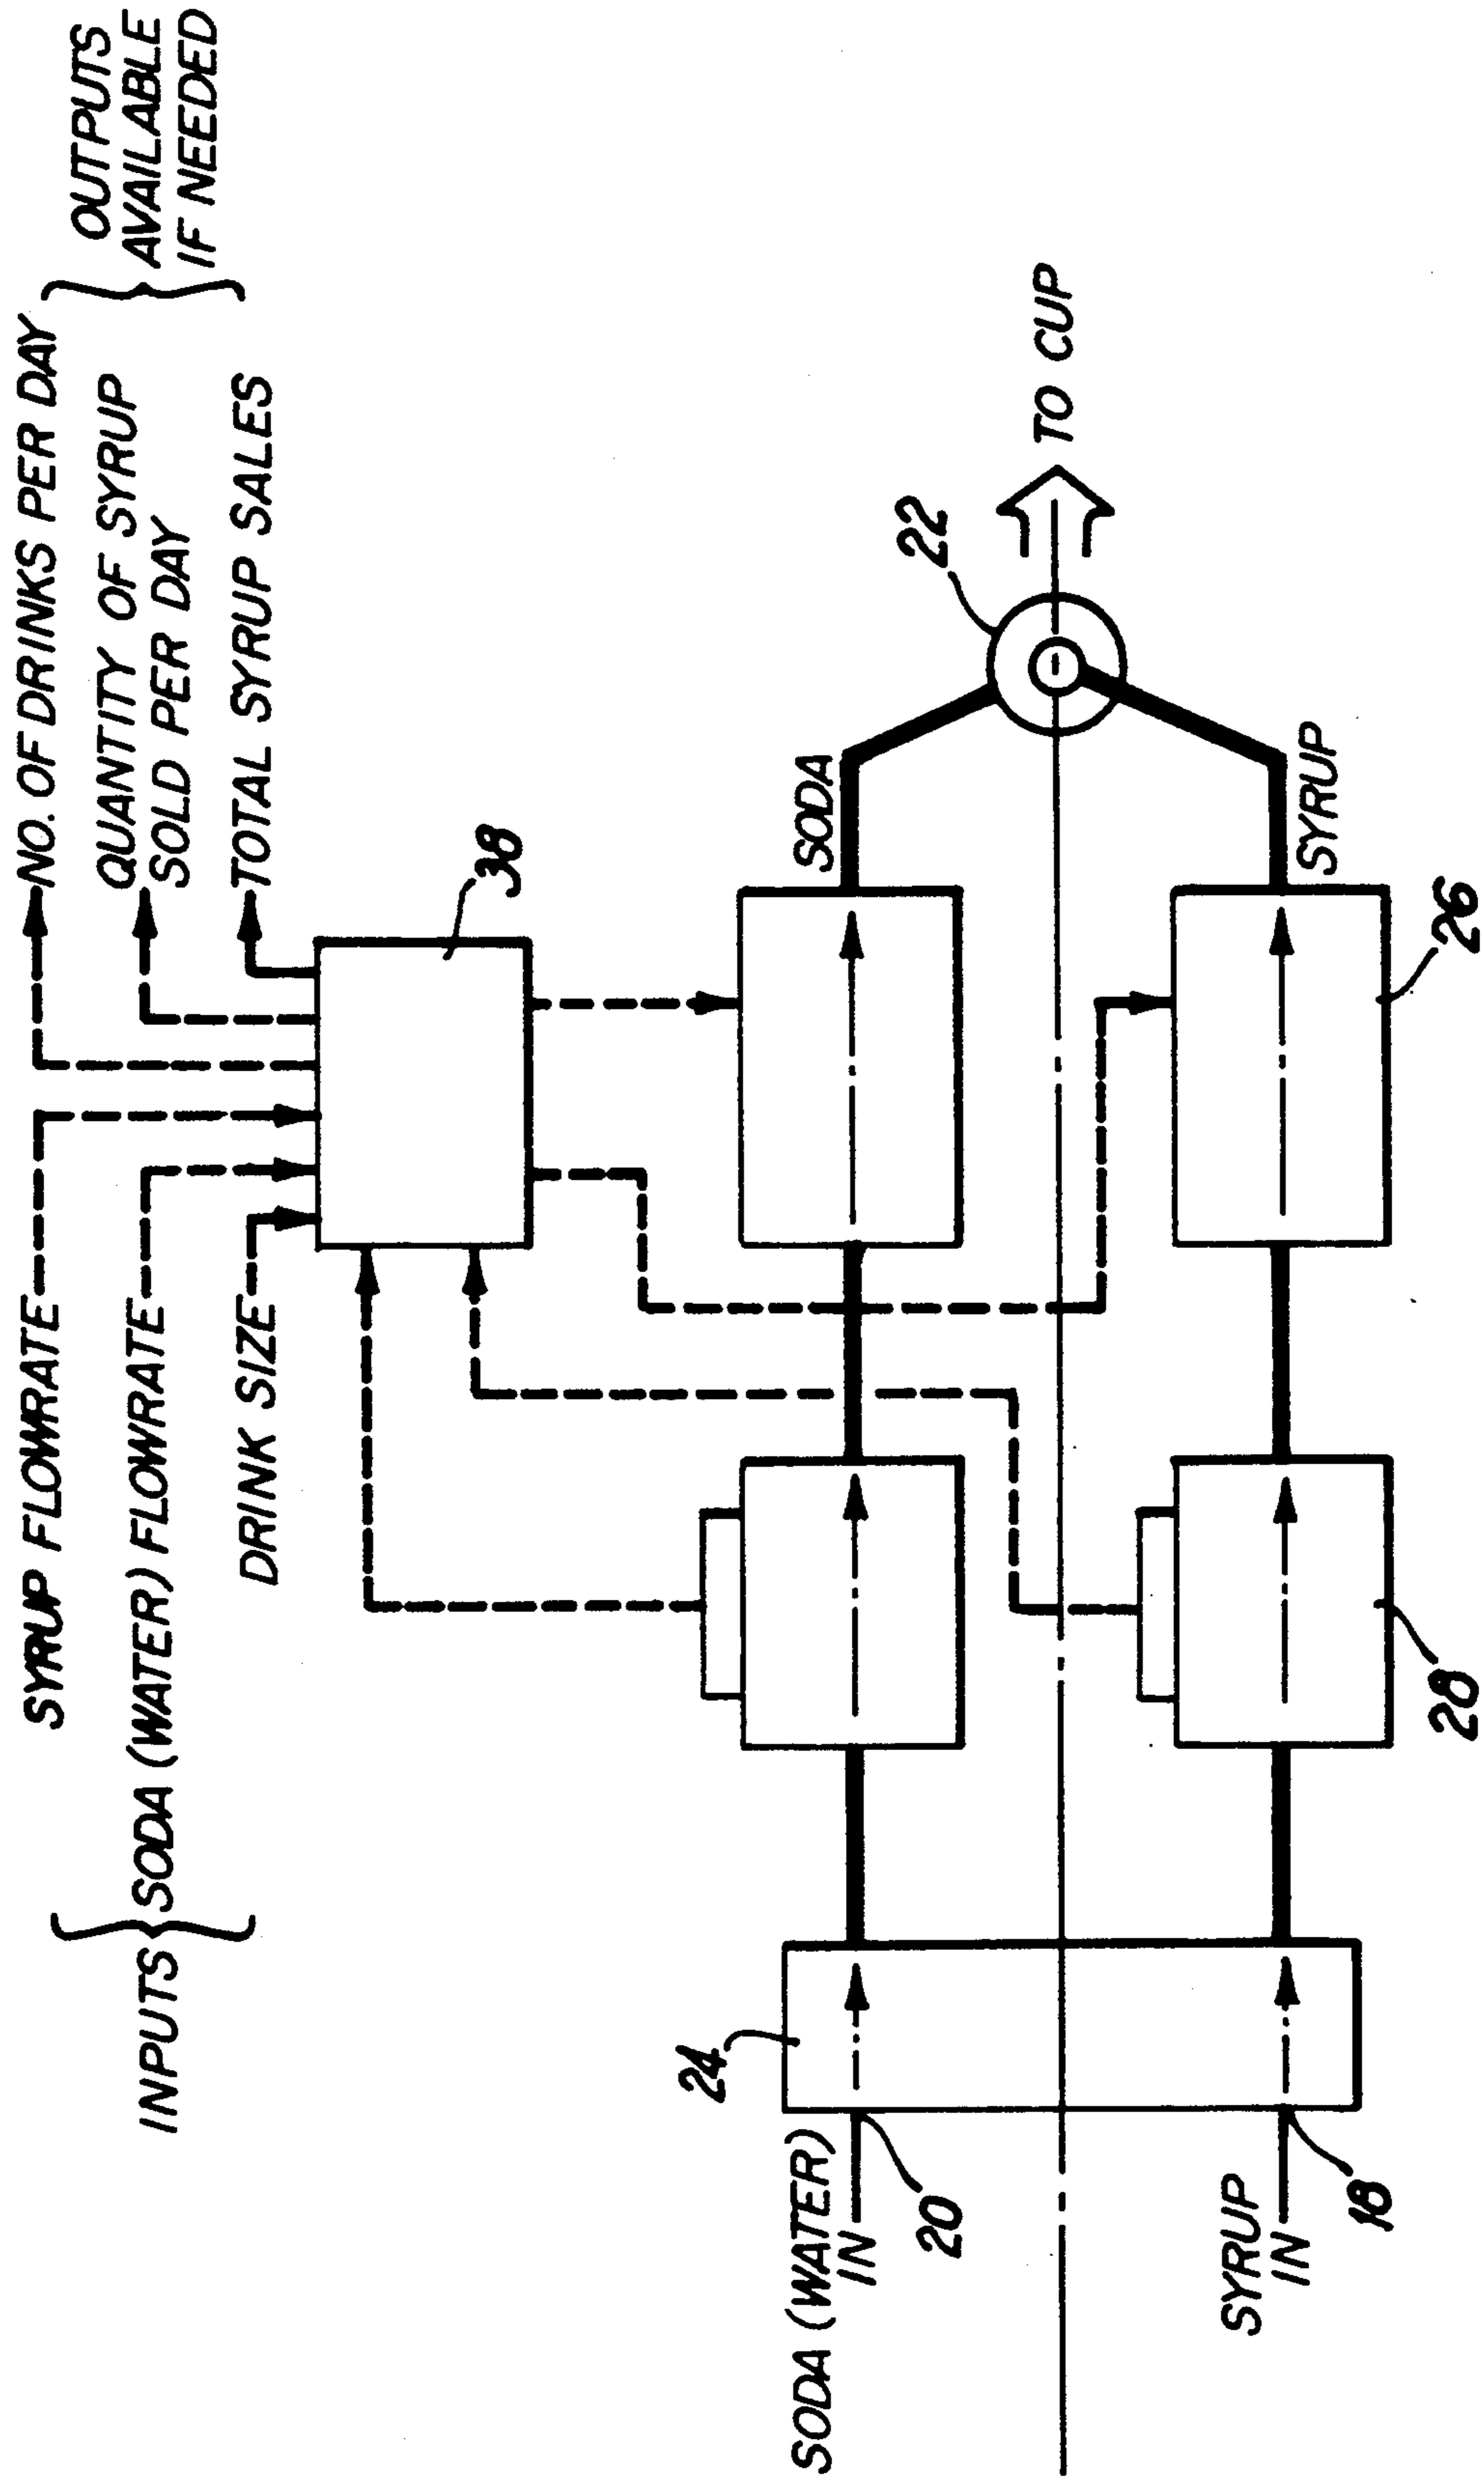 SYRUP FLOWRATE
INPUTS
SODA (WATER) FLOWRATE
DRINK SIZE
NO. OF DRINKS PER DAY
QUANTITY OF SYRUP
SOLD PER DAY
TOTAL SYRUP SALES
OUTPUTS
AVAILABLE
IF NEEDED
38
24
SODA (WATER)
IN
20
SODA
22
TO CUP
SYRUP
IN
18
28
26
SYRUP